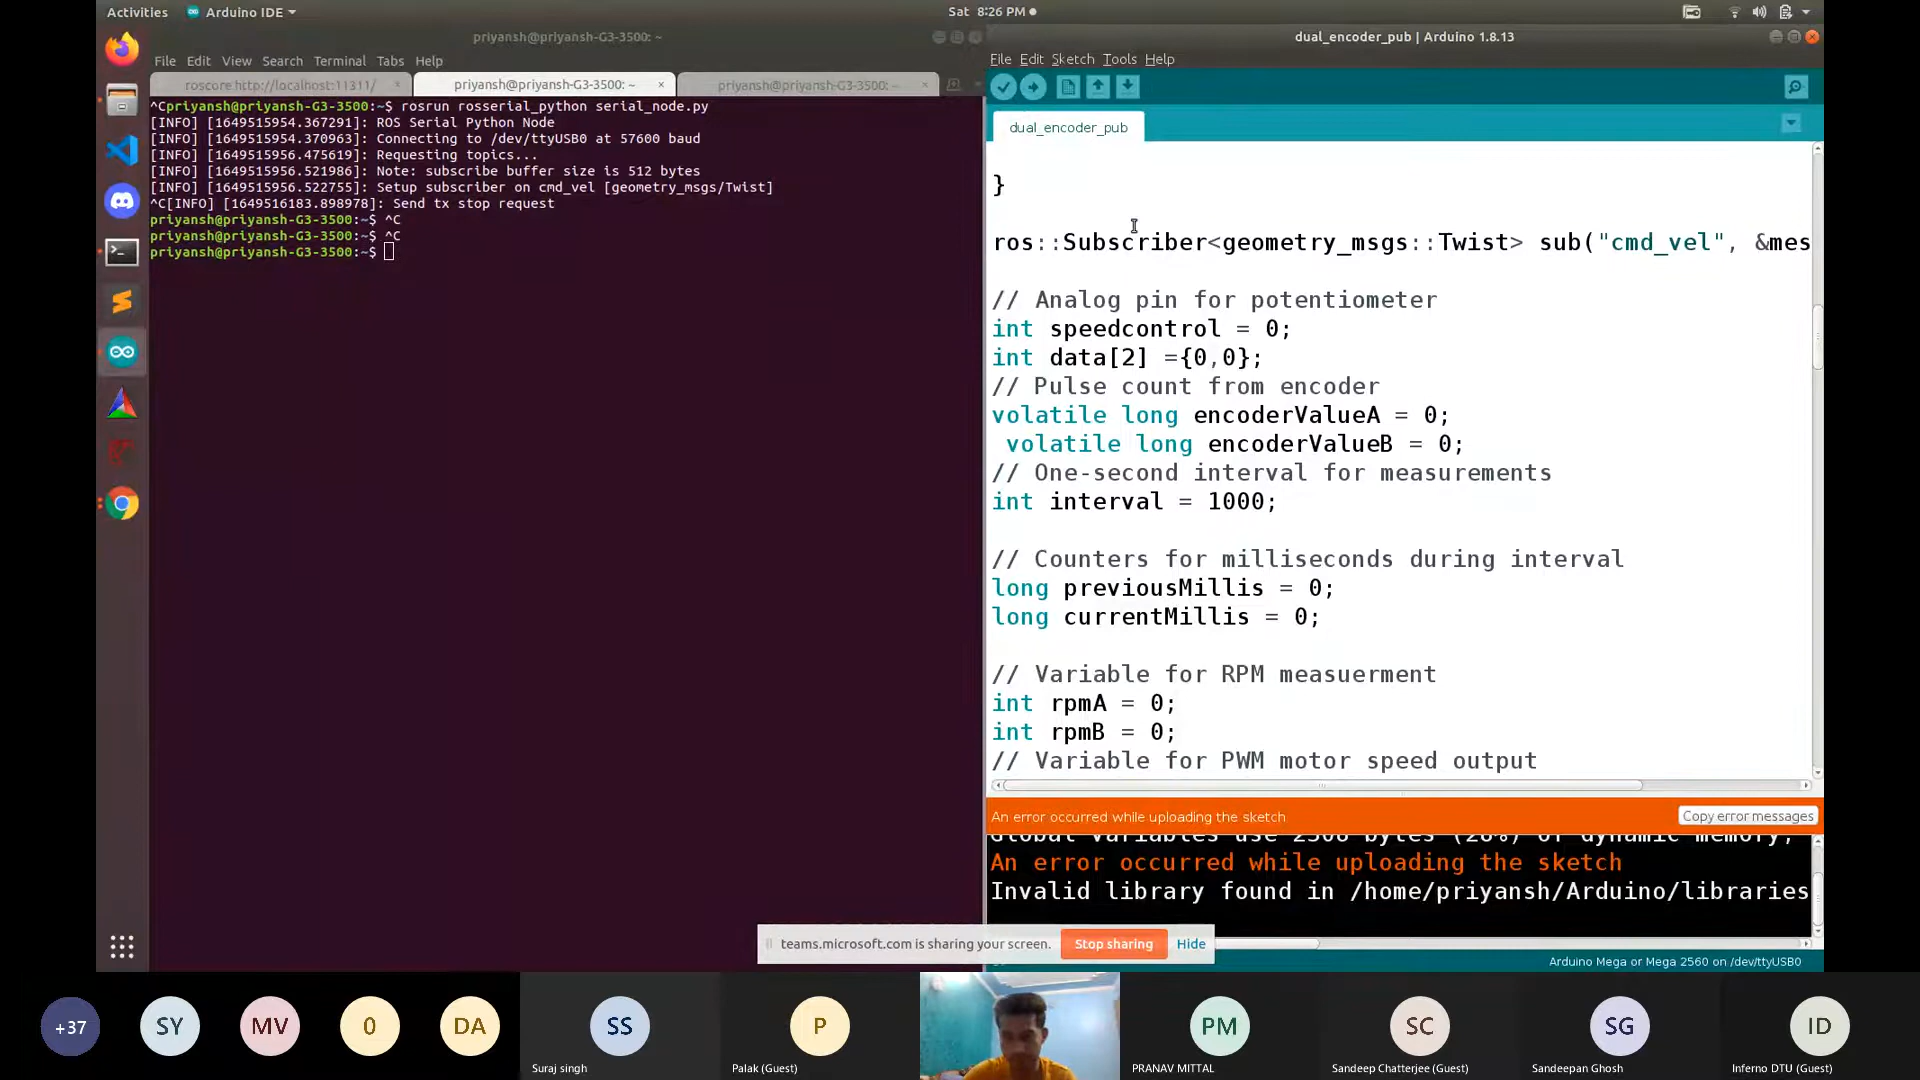 Activities
Arduino IDE
Sat 8:26 PM
priyansh@priyansh-G3-3500: ~
File Edit View Search Terminal Tabs Help
roscore http://localhost:11311/
priyansh@priyansh-G3-3500: ~
priyansh@priyansh-G3-3500: ~
^Cpriyansh@priyansh-G3-3500:~$ rosrun rosserial_python serial_node.py
[INFO] [1649515954.367291]: ROS Serial Python Node
[INFO] [1649515954.370963]: Connecting to /dev/ttyUSB0 at 57600 baud
[INFO] [1649515956.475619]: Requesting topics...
[INFO] [1649515956.521986]: Note: subscribe buffer size is 512 bytes
[INFO] [1649515956.522755]: Setup subscriber on cmd_vel [geometry_msgs/Twist]
^C[INFO] [1649516183.898978]: Send tx stop request
priyansh@priyansh-G3-3500:~$ ^C
priyansh@priyansh-G3-3500:~$ ^C
priyansh@priyansh-G3-3500:~$
dual_encoder_pub | Arduino 1.8.13
File Edit Sketch Tools Help
dual_encoder_pub
}
ros::Subscriber<geometry_msgs::Twist> sub("cmd_vel", &mes
// Analog pin for potentiometer
int speedcontrol = 0;
int data[2] ={0,0};
// Pulse count from encoder
volatile long encoderValueA = 0;
volatile long encoderValueB = 0;
// One-second interval for measurements
int interval = 1000;
// Counters for milliseconds during interval
long previousMillis = 0;
long currentMillis = 0;
// Variable for RPM measuerment
int rpmA = 0;
int rpmB = 0;
// Variable for PWM motor speed output
An error occurred while uploading the sketch
Copy error messages
Global variables use 2308 bytes (28%) of dynamic memory,
An error occurred while uploading the sketch
Invalid library found in /home/priyansh/Arduino/libraries
teams.microsoft.com is sharing your screen.
Stop sharing
Hide
Arduino Mega or Mega 2560 on /dev/ttyUSB0
+37
SY
MV
0
DA
SS
Suraj singh
P
Palak (Guest)
PM
PRANAV MITTAL
SC
Sandeep Chatterjee (Guest)
SG
Sandeepan Ghosh
ID
Inferno DTU (Guest)